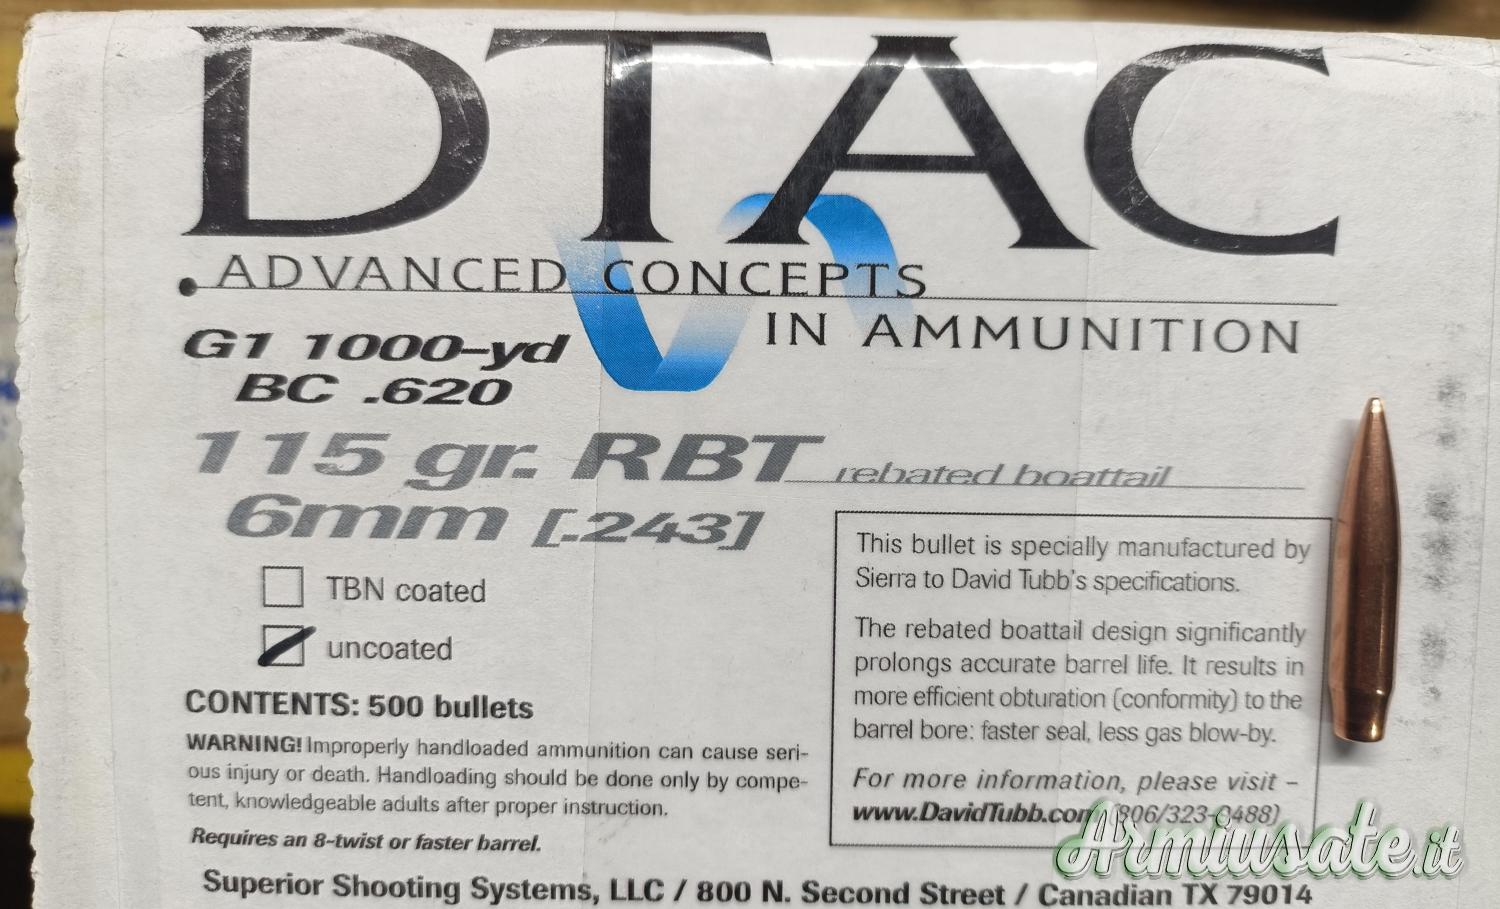 DTAC
ADVANCED CONCEPTS
IN AMMUNITION
G1 1000-yd
BC .620
115 gr. RBT rebated boattail
6mm [.243]
TBN coated
uncoated
CONTENTS: 500 bullets
WARNING! Improperly handloaded ammunition can cause seri-
ous injury or death. Handloading should be done only by compe-
tent, knowledgeable adults after proper instruction.
Requires an 8-twist or faster barrel.
This bullet is specially manufactured by
Sierra to David Tubb's specifications.
The rebated boattail design significantly
prolongs accurate barrel life. It results in
more efficient obturation (conformity) to the
barrel bore: faster seal, less gas blow-by.
For more information, please visit –
www.DavidTubb.com (806/323-9488)
Superior Shooting Systems, LLC / 800 N. Second Street / Canadian TX 79014
Armiusate.it